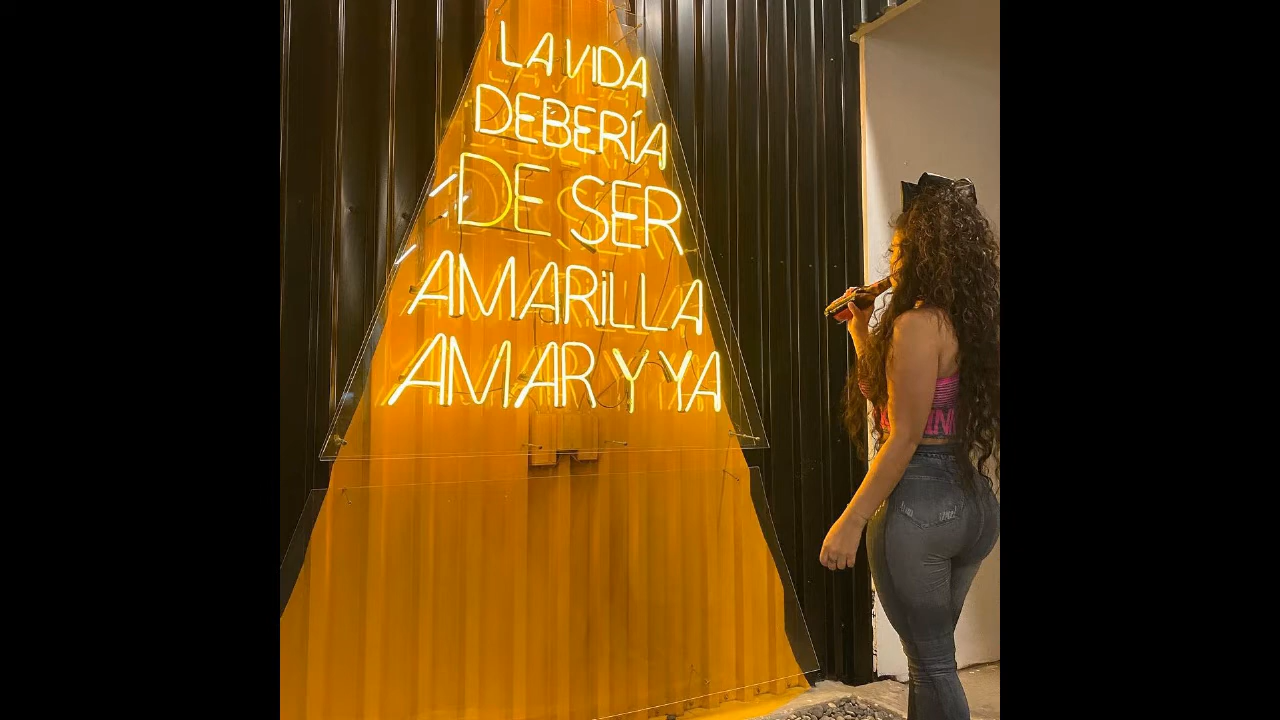 LA VIDA
DEBERÍA
DE SER
AMARiLLA
AMAR Y YA